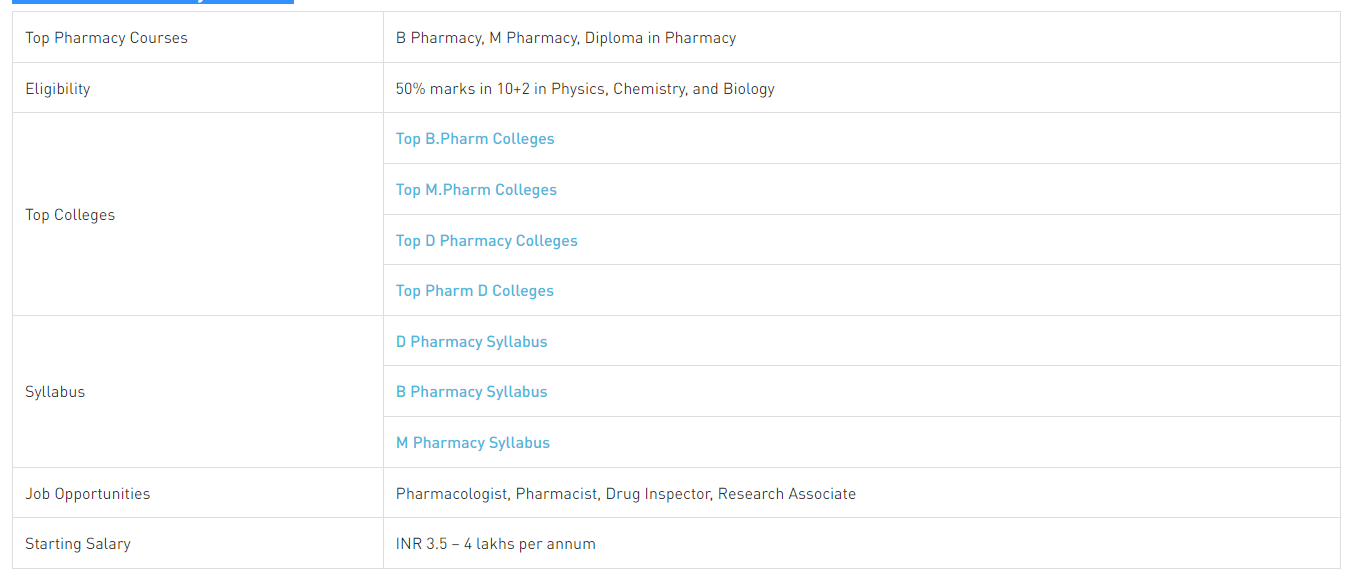 Top Pharmacy Courses
B Pharmacy, M Pharmacy, Diploma in Pharmacy
Eligibility
50% marks in 10+2 in Physics, Chemistry, and Biology
Top Colleges
Top B.Pharm Colleges
Top M.Pharm Colleges
Top D Pharmacy Colleges
Top Pharm D Colleges
Syllabus
D Pharmacy Syllabus
B Pharmacy Syllabus
M Pharmacy Syllabus
Job Opportunities
Pharmacologist, Pharmacist, Drug Inspector, Research Associate
Starting Salary
INR 3.5 – 4 lakhs per annum